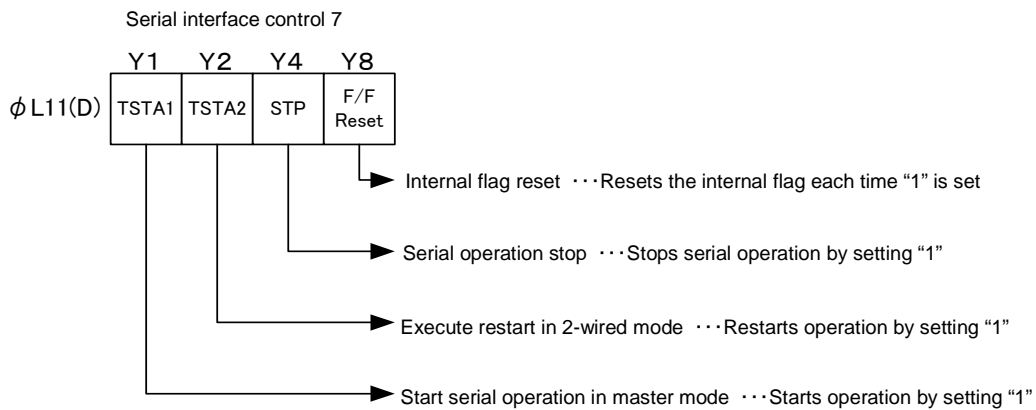 Serial interface control 7
Y1 Y2 Y4 Y8
φL11(D) TSTA1 TSTA2 STP F/F Reset
Internal flag reset ･･･Resets the internal flag each time “1” is set
Serial operation stop ･･･Stops serial operation by setting “1”
Execute restart in 2-wired mode ･･･Restarts operation by setting “1”
Start serial operation in master mode ･･･Starts operation by setting “1”